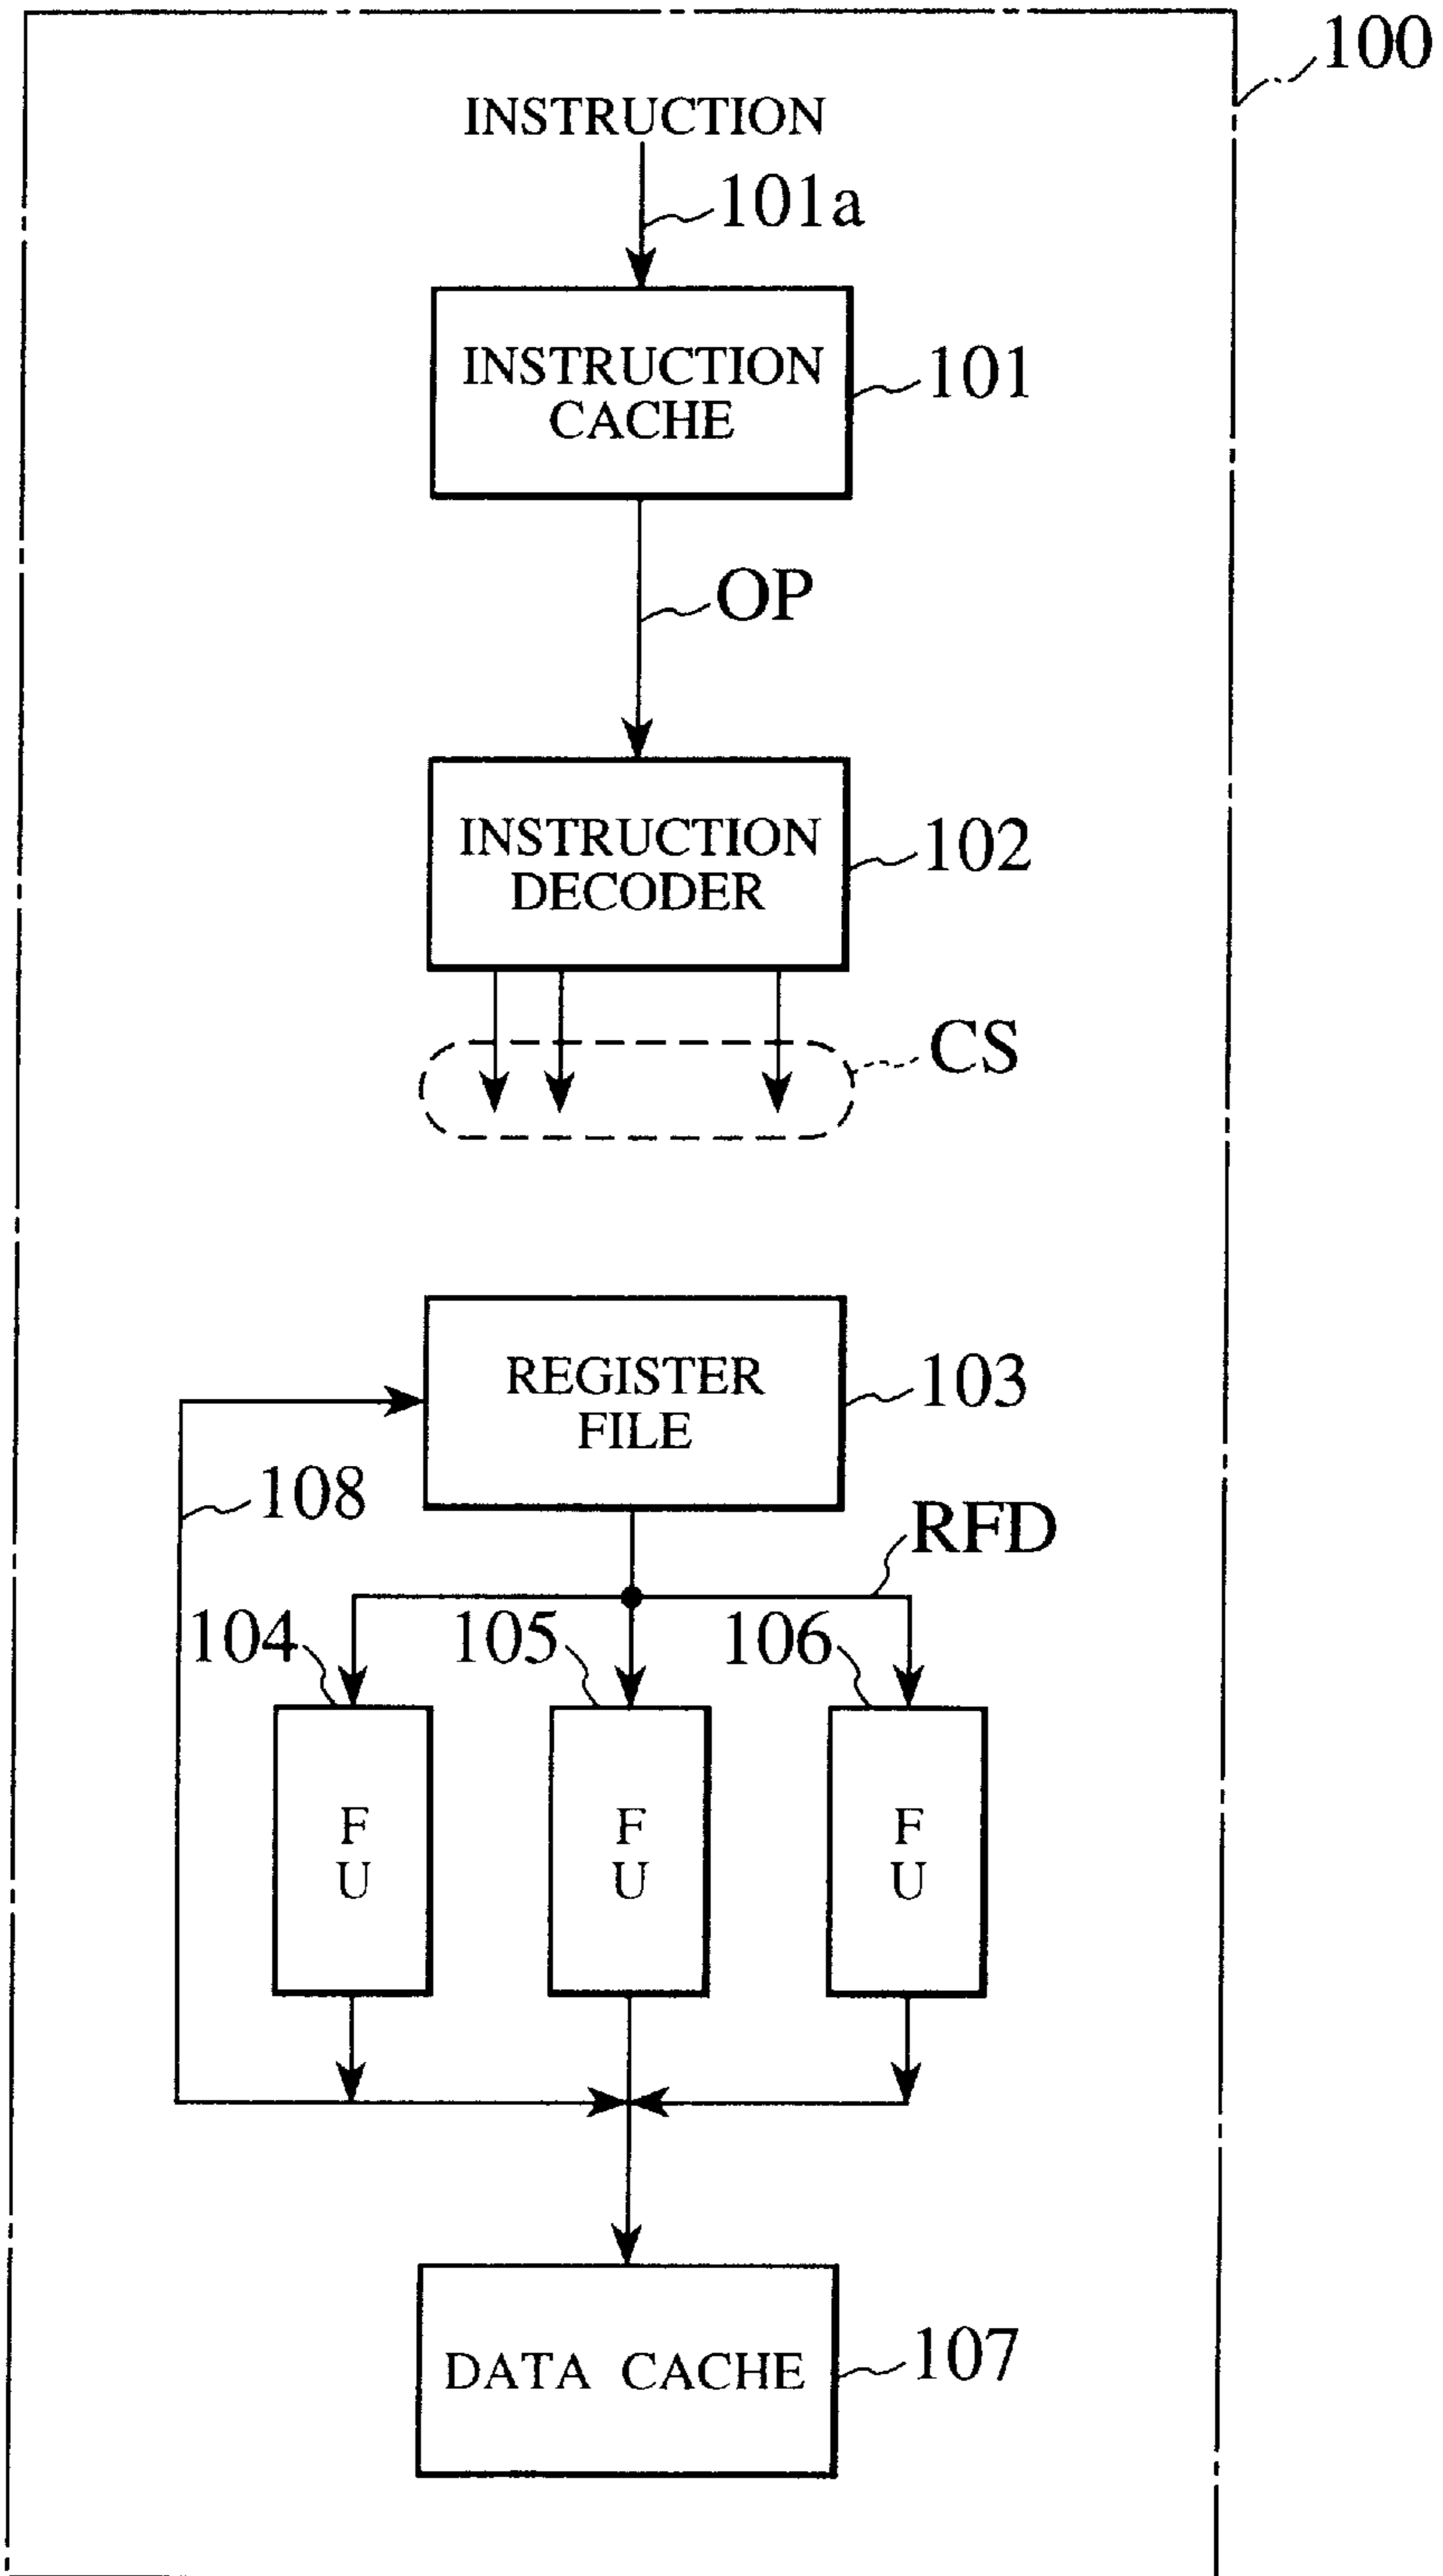 100
INSTRUCTION
101a
INSTRUCTION
CACHE
101
OP
INSTRUCTION
DECODER
102
CS
REGISTER
FILE
103
108
RFD
104
105
106
F
U
F
U
F
U
DATA CACHE
107